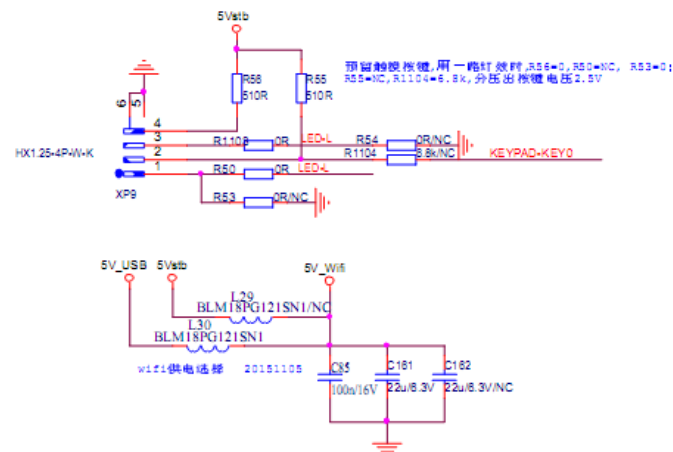 5Vstb
预留触摸按键,用一路灯效时,R56=0,R50=NC, R53=0;
R55=NC,R1104=6.8k,分压出按键电压2.5V
R56
510R
R55
510R
6
5
4
3
2
1
HX1.25-4P-W-K
XP9
R1103
0R
LED-L
R54
0R/NC
R1104
6.8k/NC
KEYPAD-KEY0
R50
0R
LED-L
R53
0R/NC
5V_USB
5Vstb
5V_Wifi
L29
BLM18PG121SN1/NC
L30
BLM18PG121SN1
wifi供电选择 20151105
C85
100n/16V
C161
22u/6.3V
C162
22u/6.3V/NC